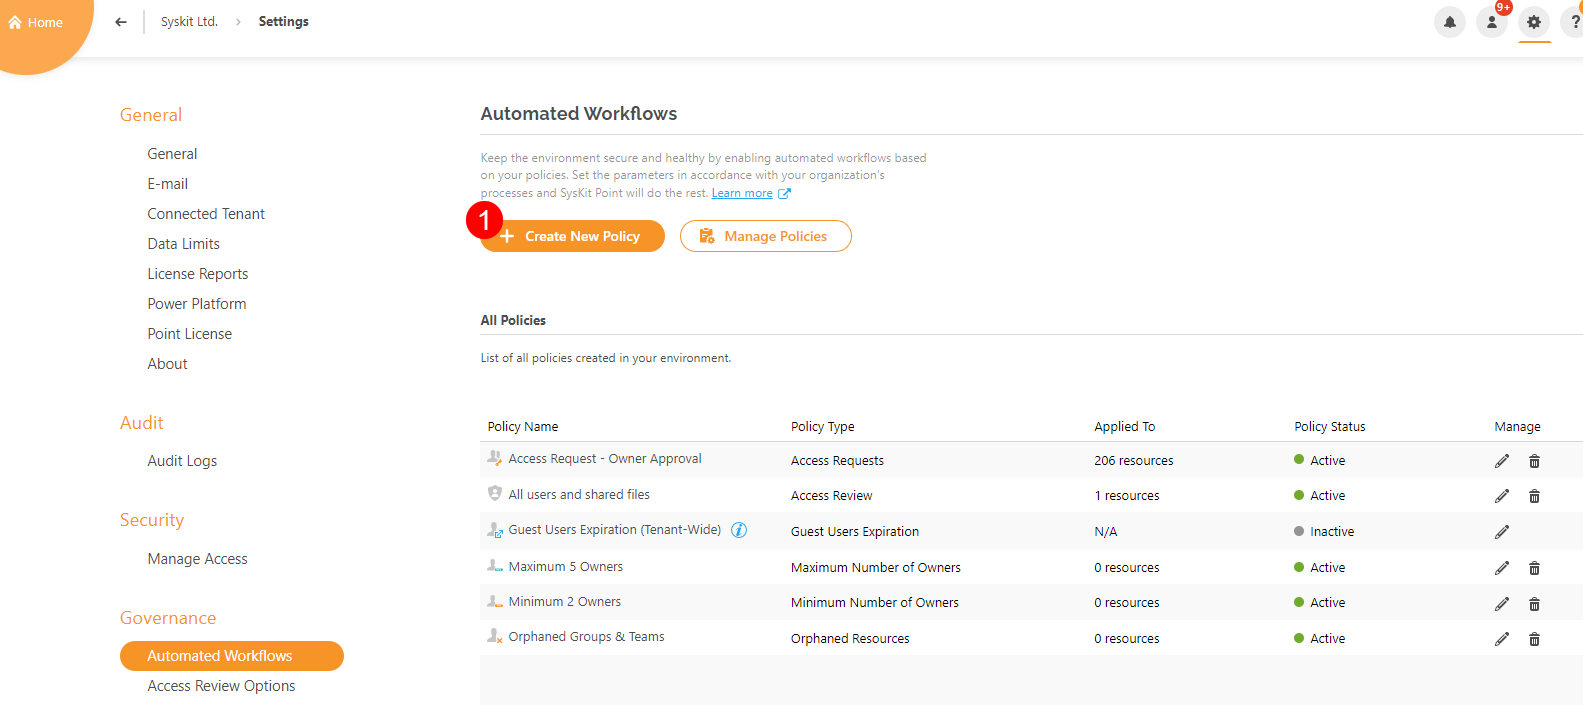 Home
Syskit Ltd. › Settings
9+
?
General
General
E-mail
Connected Tenant
Data Limits
License Reports
Power Platform
Point License
About
Audit
Audit Logs
Security
Manage Access
Governance
Automated Workflows
Access Review Options
Automated Workflows
Keep the environment secure and healthy by enabling automated workflows based
on your policies. Set the parameters in accordance with your organization's
processes and SysKit Point will do the rest. Learn more
1
+ Create New Policy
Manage Policies
All Policies
List of all policies created in your environment.
Policy Name Policy Type Applied To Policy Status Manage
Access Request - Owner Approval Access Requests 206 resources Active
All users and shared files Access Review 1 resources Active
Guest Users Expiration (Tenant-Wide) i Guest Users Expiration N/A Inactive
Maximum 5 Owners Maximum Number of Owners 0 resources Active
Minimum 2 Owners Minimum Number of Owners 0 resources Active
Orphaned Groups & Teams Orphaned Resources 0 resources Active